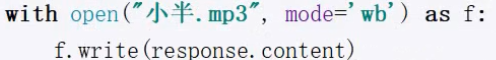 with open("小半.mp3", mode='wb') as f:
    f.write(response.content)